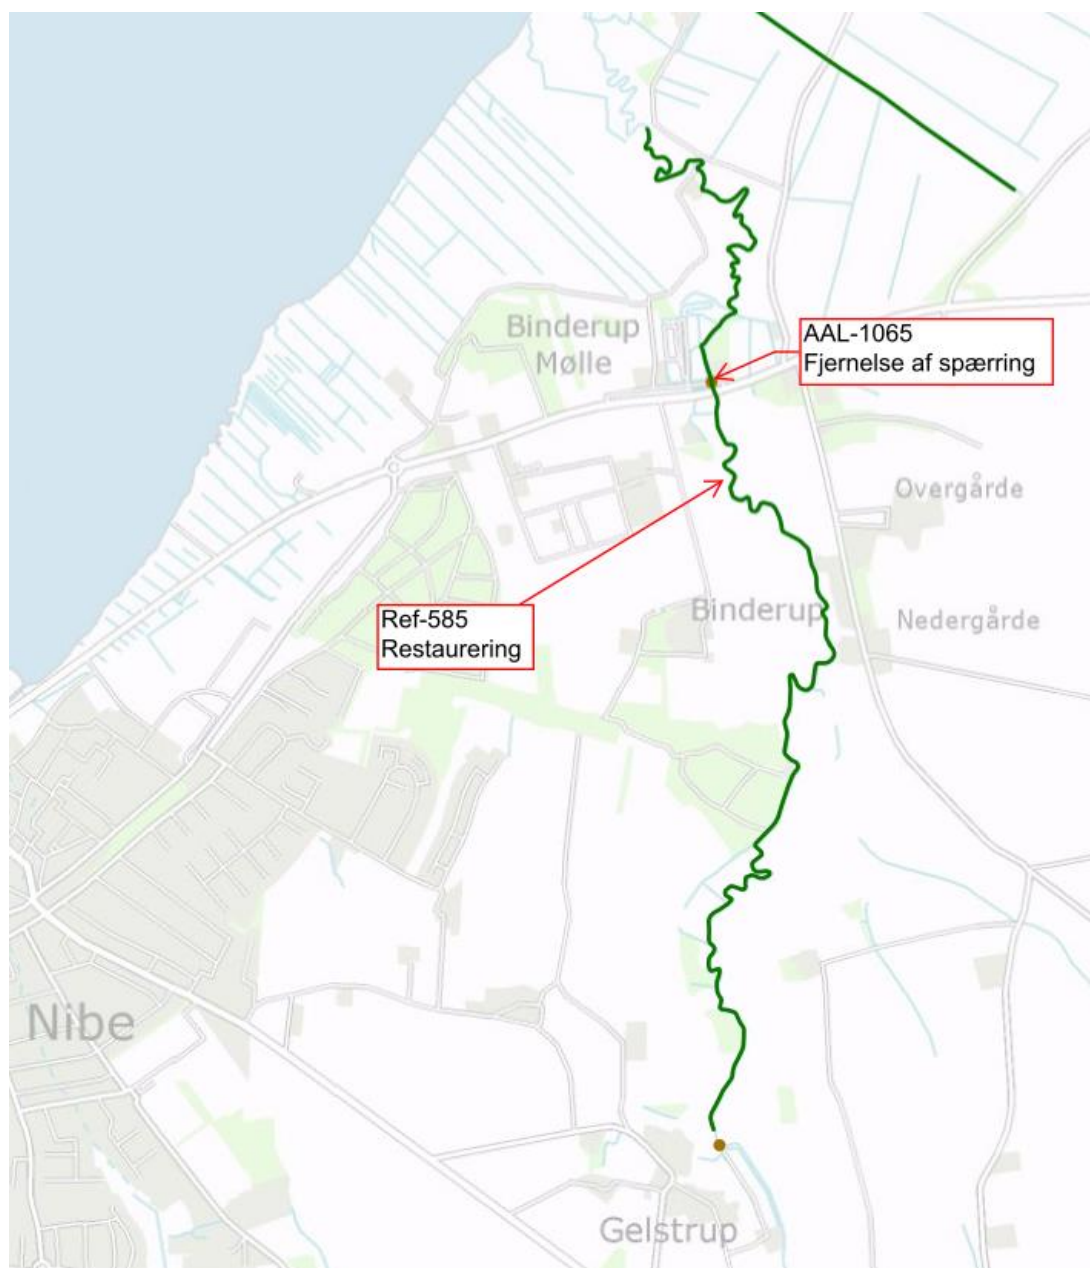 Binderup
Mølle
AAL-1065
Fjernelse af spærring
Overgårde
Ref-585
Restaurering
Binderup
Nedergårde
Nibe
Gelstrup